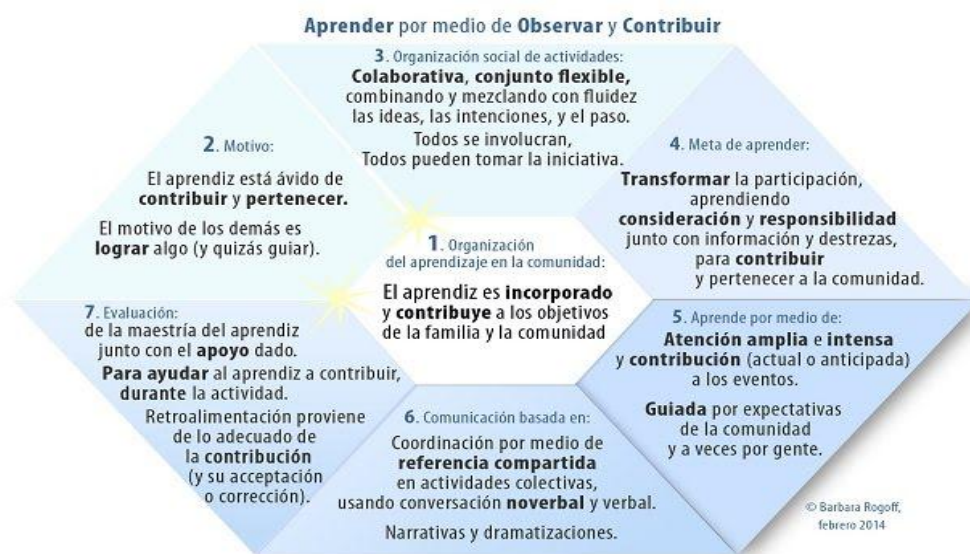 Aprender por medio de Observar y Contribuir
1. Organización
del aprendizaje en la comunidad:
El aprendiz es incorporado
y contribuye a los objetivos
de la familia y la comunidad
2. Motivo:
El aprendiz está ávido de
contribuir y pertenecer.
El motivo de los demás es
lograr algo (y quizás guiar).
3. Organización social de actividades:
Colaborativa, conjunto flexible,
combinando y mezclando con fluidez
las ideas, las intenciones, y el paso.
Todos se involucran,
Todos pueden tomar la iniciativa.
4. Meta de aprender:
Transformar la participación,
aprendiendo
consideración y responsabilidad
junto con información y destrezas,
para contribuir
y pertenecer a la comunidad.
5. Aprende por medio de:
Atención amplia e intensa
y contribución (actual o anticipada)
a los eventos.
Guiada por expectativas
de la comunidad
y a veces por gente.
6. Comunicación basada en:
Coordinación por medio de
referencia compartida
en actividades colectivas,
usando conversación noverbal y verbal.
Narrativas y dramatizaciones.
7. Evaluación:
de la maestría del aprendiz
junto con el apoyo dado.
Para ayudar al aprendiz a contribuir,
durante la actividad.
Retroalimentación proviene
de lo adecuado de
la contribución
(y su acceptación
o corrección).
© Barbara Rogoff,
febrero 2014